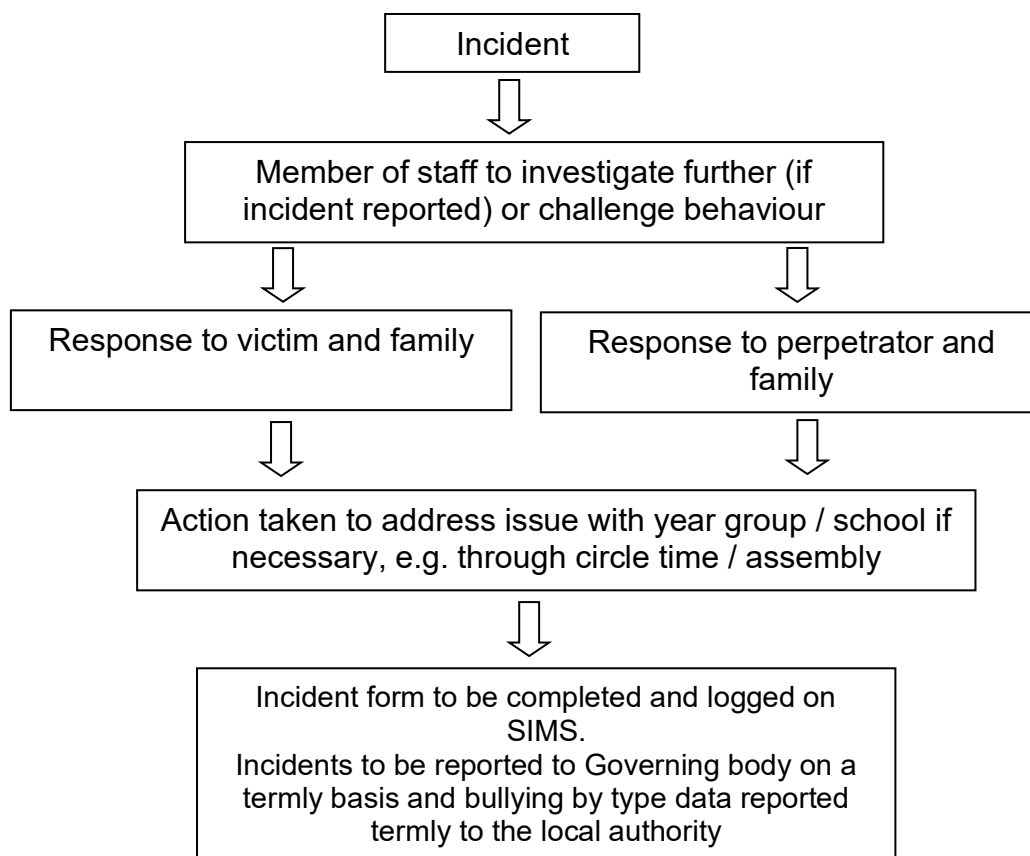 Incident
Member of staff to investigate further (if
incident reported) or challenge behaviour
Response to victim and family
Response to perpetrator and
family
Action taken to address issue with year group / school if
necessary, e.g. through circle time / assembly
Incident form to be completed and logged on
SIMS.
Incidents to be reported to Governing body on a
termly basis and bullying by type data reported
termly to the local authority